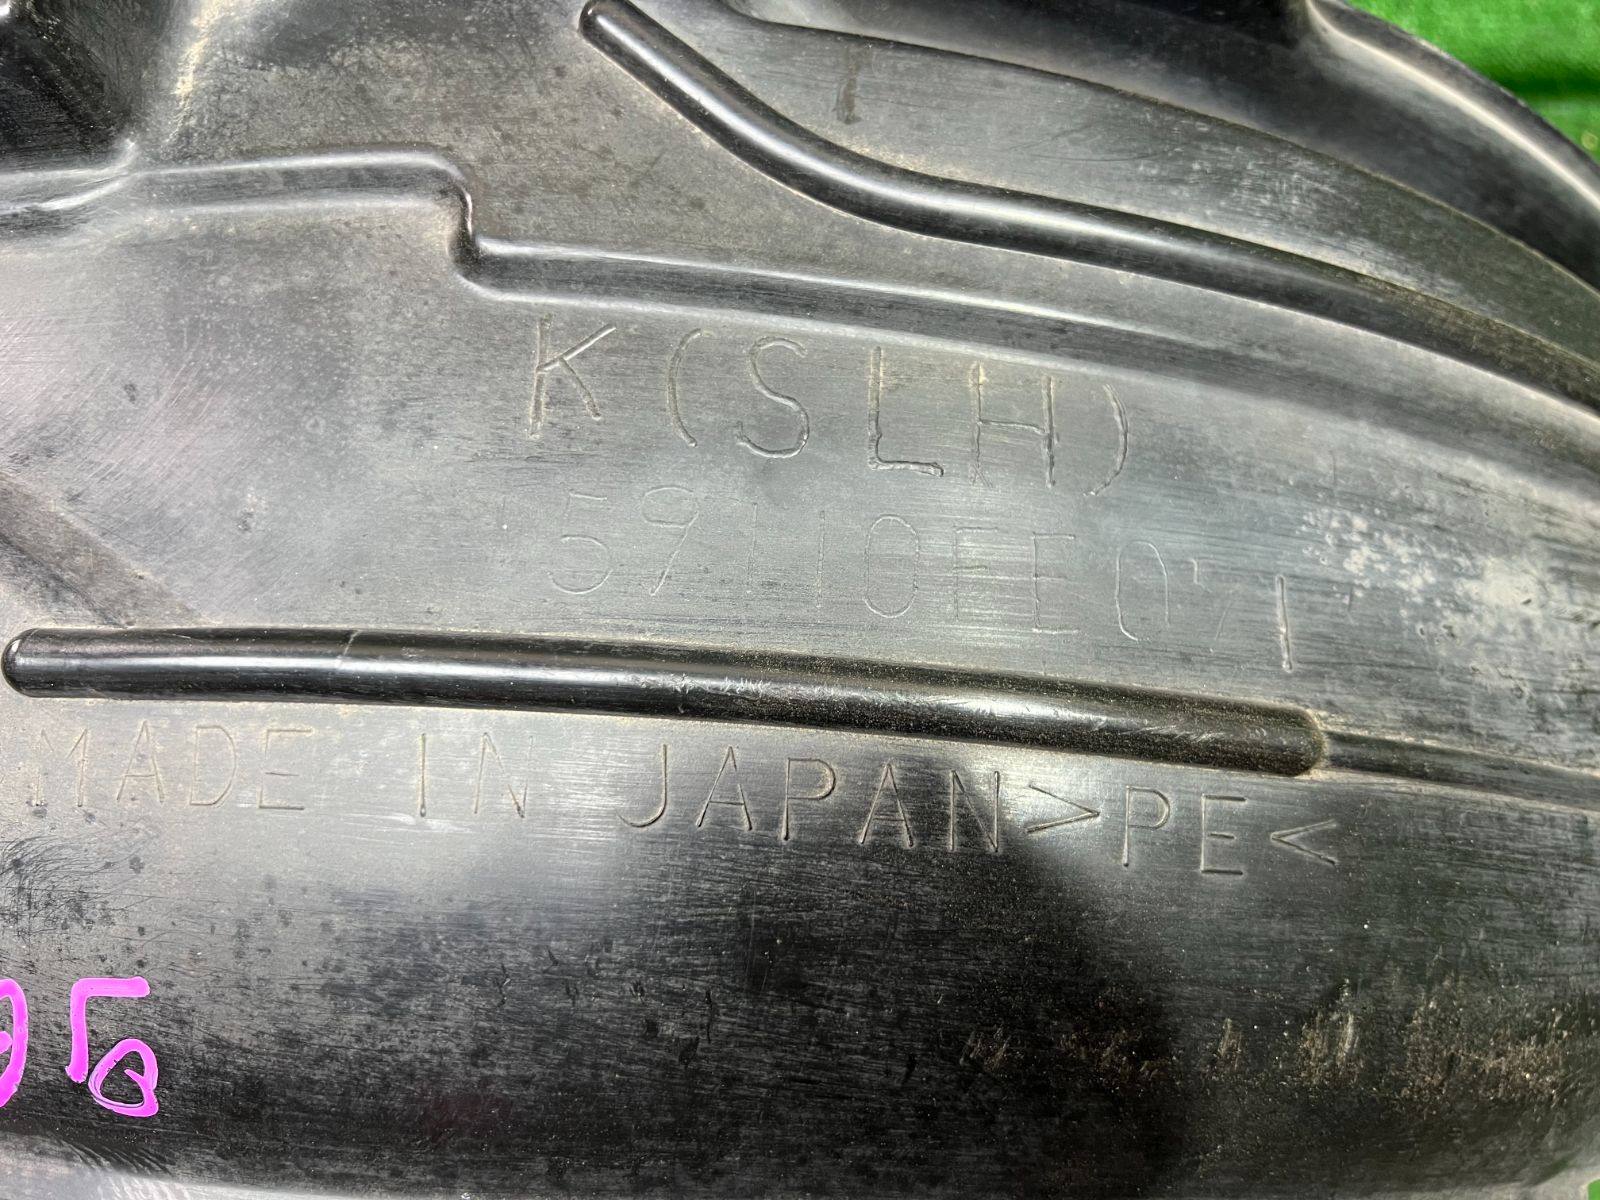 K(SLH)
59110FE071
MADE IN JAPAN>PE<